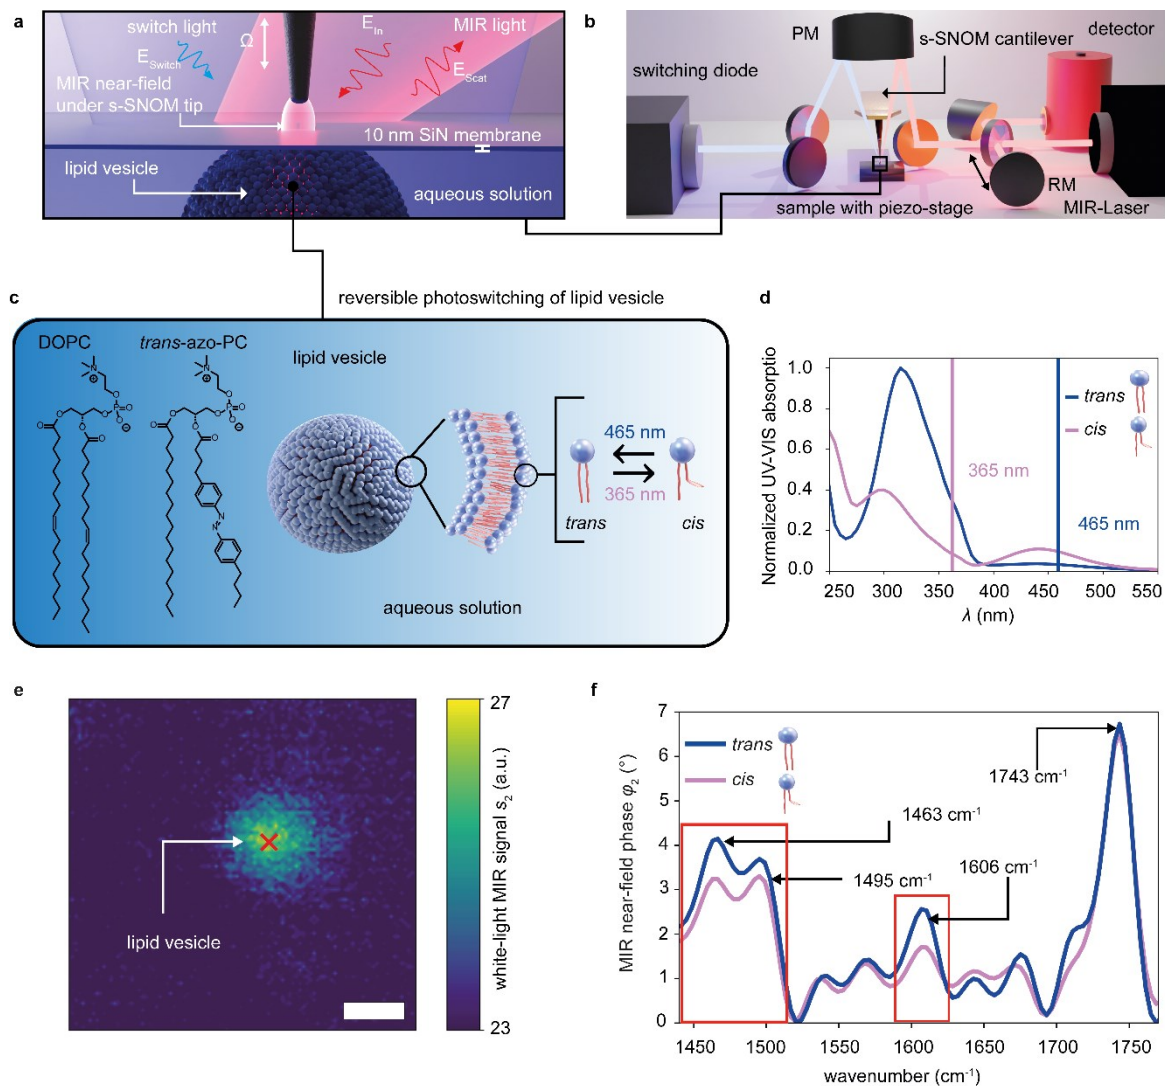 a
switch light
E_Switch
Ω
E_In
MIR light
E_Scat
MIR near-field
under s-SNOM tip
10 nm SiN membrane
lipid vesicle
aqueous solution
b
PM
s-SNOM cantilever
detector
switching diode
RM
sample with piezo-stage
MIR-Laser
c
reversible photoswitching of lipid vesicle
DOPC
trans-azo-PC
lipid vesicle
N
⊕
O
P
O
O
⊖
O
O
O
O
N
⊕
O
P
O
O
⊖
O
O
O
O
N
N
465 nm
365 nm
trans
cis
aqueous solution
d
Normalized UV-VIS absorptio
1.0
0.8
0.6
0.4
0.2
0.0
trans
cis
365 nm
465 nm
250 300 350 400 450 500 550
λ (nm)
e
lipid vesicle
27
white-light MIR signal s₂ (a.u.)
23
f
MIR near-field phase φ₂ (°)
7
6
5
4
3
2
1
0
trans
cis
1743 cm⁻¹
1463 cm⁻¹
1495 cm⁻¹
1606 cm⁻¹
1450 1500 1550 1600 1650 1700 1750
wavenumber (cm⁻¹)